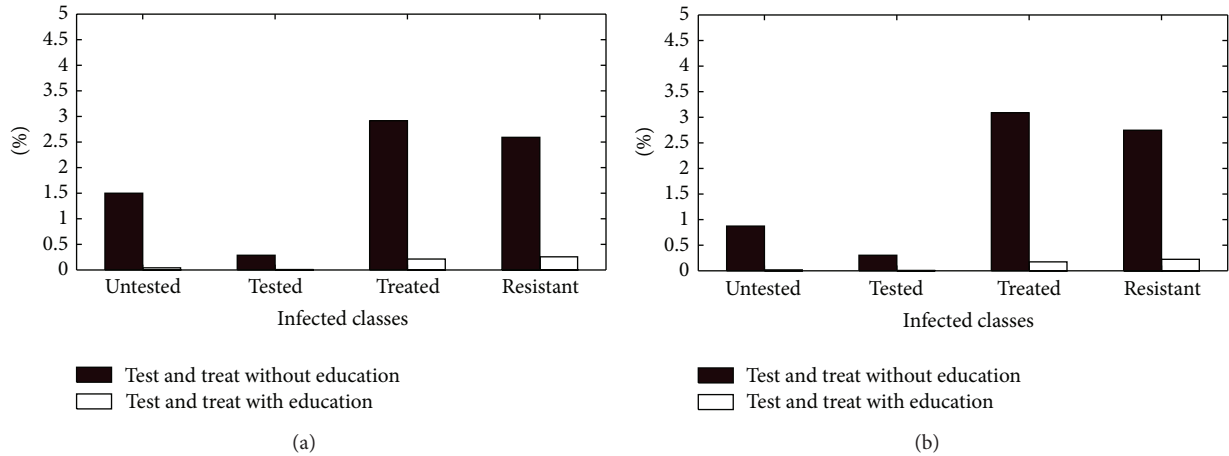 5
4.5
4
3.5
3
2.5
2
1.5
1
0.5
0
(%)
Untested Tested Treated Resistant
Infected classes
Test and treat without education
Test and treat with education
(a)
5
4.5
4
3.5
3
2.5
2
1.5
1
0.5
0
(%)
Untested Tested Treated Resistant
Infected classes
Test and treat without education
Test and treat with education
(b)